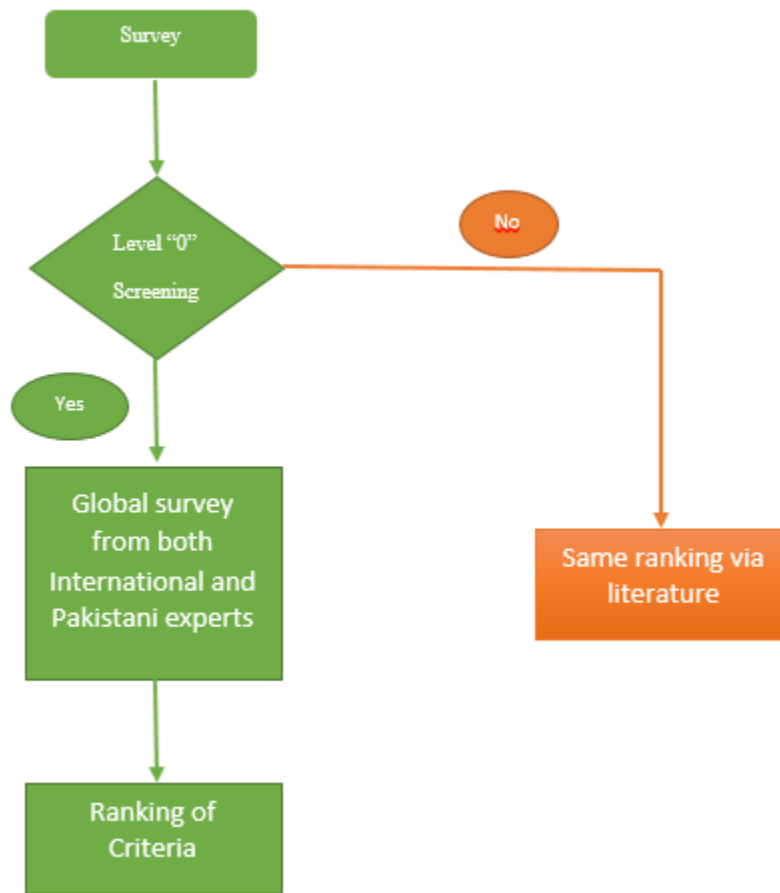 Survey
Level “0”
Screening
No
Yes
Global survey
from both
International and
Pakistani experts
Same ranking via
literature
Ranking of
Criteria